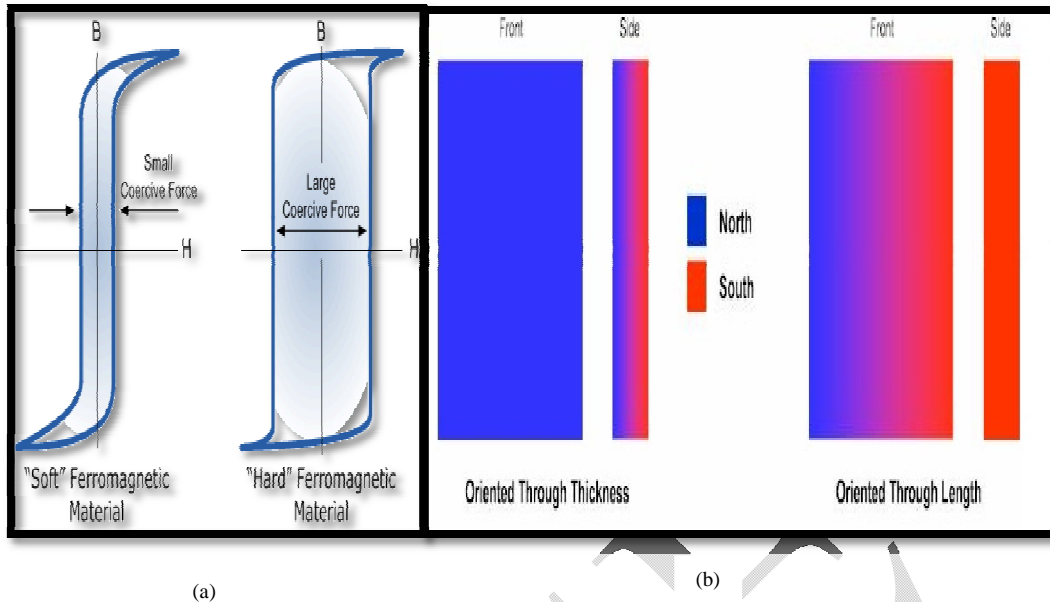 B
Small
Coercive Force
H
"Soft" Ferromagnetic
Material
B
Large
Coercive Force
H
"Hard" Ferromagnetic
Material
(a)
Front
Side
Front
Side
North
South
Oriented Through Thickness
Oriented Through Length
(b)